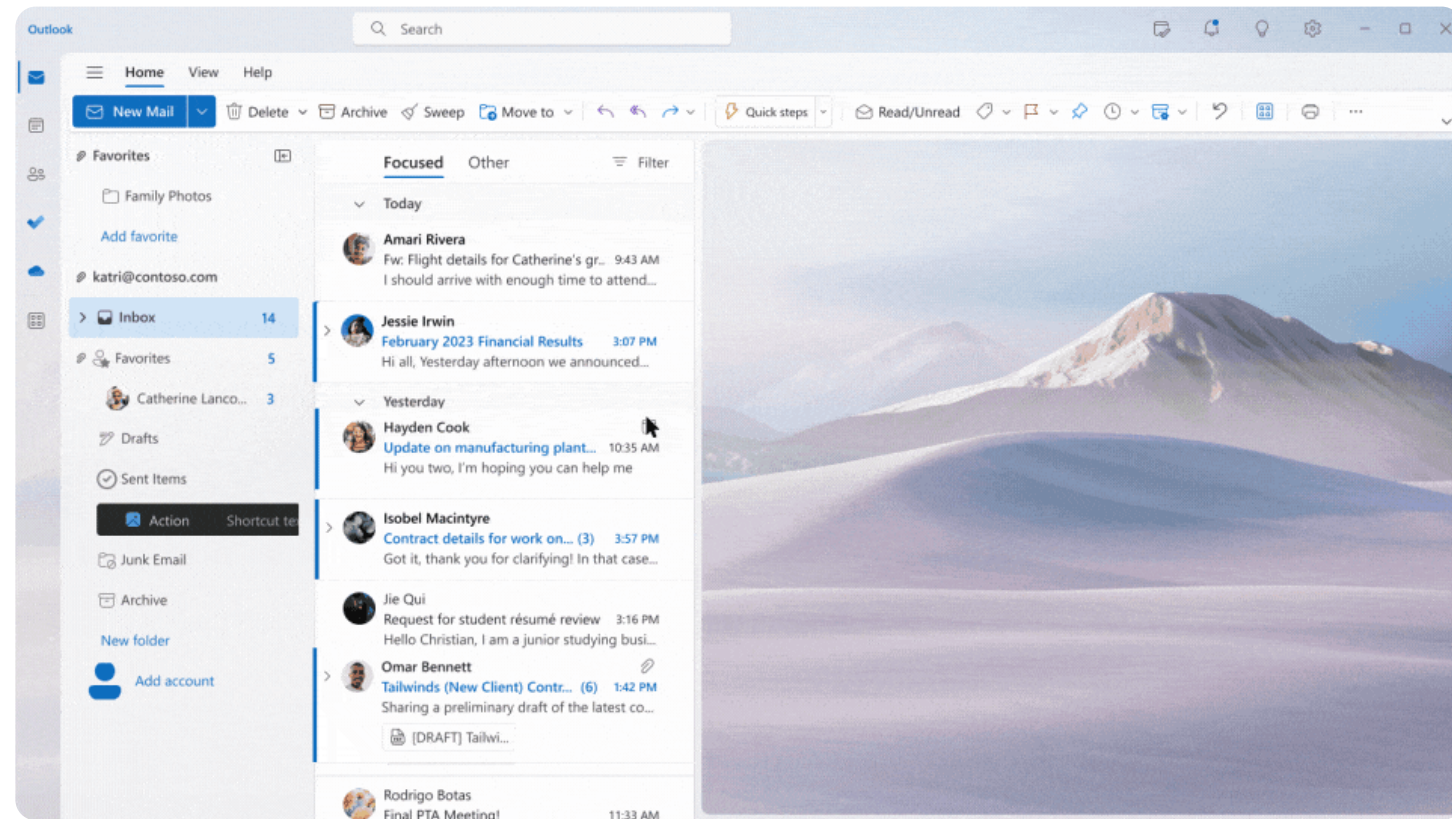 Outlook
Search
Home View Help
New Mail Delete Archive Sweep Move to Quick steps Read/Unread
Favorites
Family Photos
Add favorite
katri@contoso.com
Inbox 14
Favorites 5
Catherine Lanco... 3
Drafts
Sent Items
Action Shortcut
Junk Email
Archive
New folder
Add account
Focused Other Filter
Today
Amari Rivera
Fw: Flight details for Catherine's gr... 9:43 AM
I should arrive with enough time to attend...
Jessie Irwin
February 2023 Financial Results 3:07 PM
Hi all, Yesterday afternoon we announced...
Yesterday
Hayden Cook
Update on manufacturing plant... 10:35 AM
Hi you two, I'm hoping you can help me
Isobel Macintyre
Contract details for work on... (3) 3:57 PM
Got it, thank you for clarifying! In that case...
Jie Qui
Request for student résumé review 3:16 PM
Hello Christian, I am a junior studying busi...
Omar Bennett
Tailwinds (New Client) Contr... (6) 1:42 PM
Sharing a preliminary draft of the latest co...
[DRAFT] Tailwi...
Rodrigo Botas
Final PTA Meeting! 11:33 AM